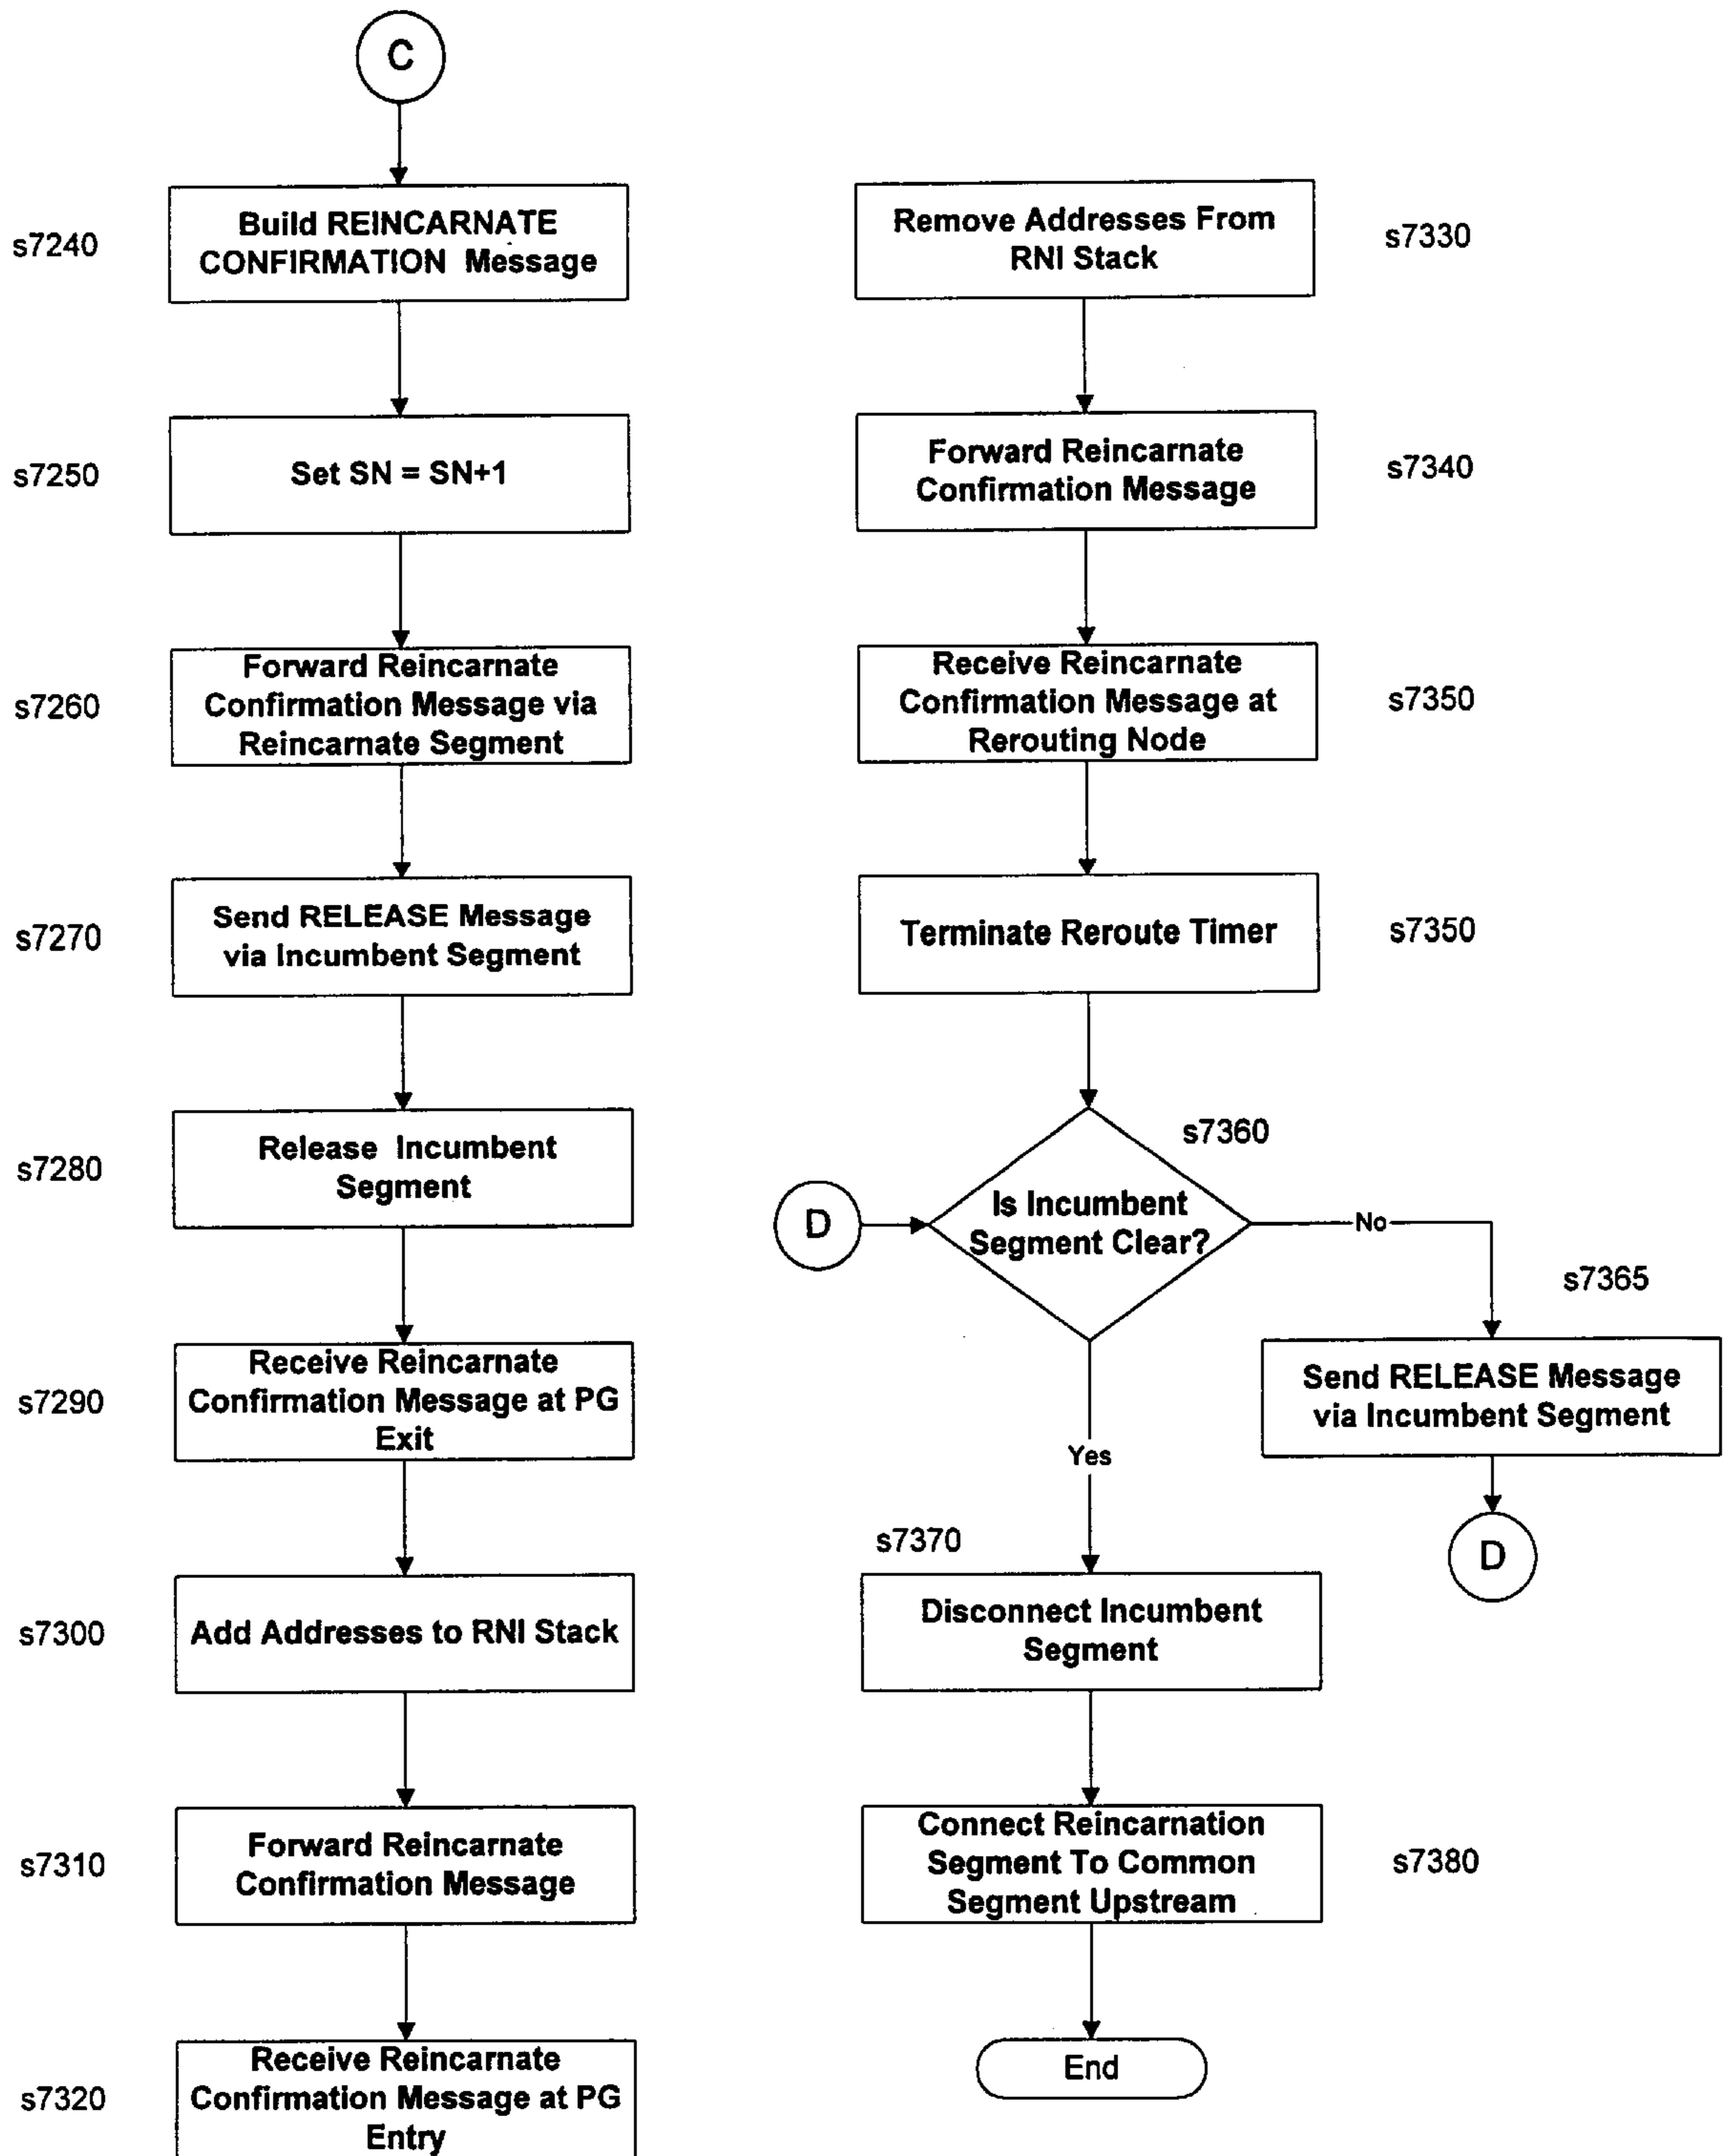 C
s7240
Build REINCARNATE
CONFIRMATION Message
s7250
Set SN = SN+1
s7260
Forward Reincarnate
Confirmation Message via
Reincarnate Segment
s7270
Send RELEASE Message
via Incumbent Segment
s7280
Release Incumbent
Segment
s7290
Receive Reincarnate
Confirmation Message at PG
Exit
s7300
Add Addresses to RNI Stack
s7310
Forward Reincarnate
Confirmation Message
s7320
Receive Reincarnate
Confirmation Message at PG
Entry
Remove Addresses From
RNI Stack
s7330
Forward Reincarnate
Confirmation Message
s7340
Receive Reincarnate
Confirmation Message at
Rerouting Node
s7350
Terminate Reroute Timer
s7350
s7360
D
Is Incumbent
Segment Clear?
No
s7365
Send RELEASE Message
via Incumbent Segment
D
Yes
s7370
Disconnect Incumbent
Segment
Connect Reincarnation
Segment To Common
Segment Upstream
s7380
End